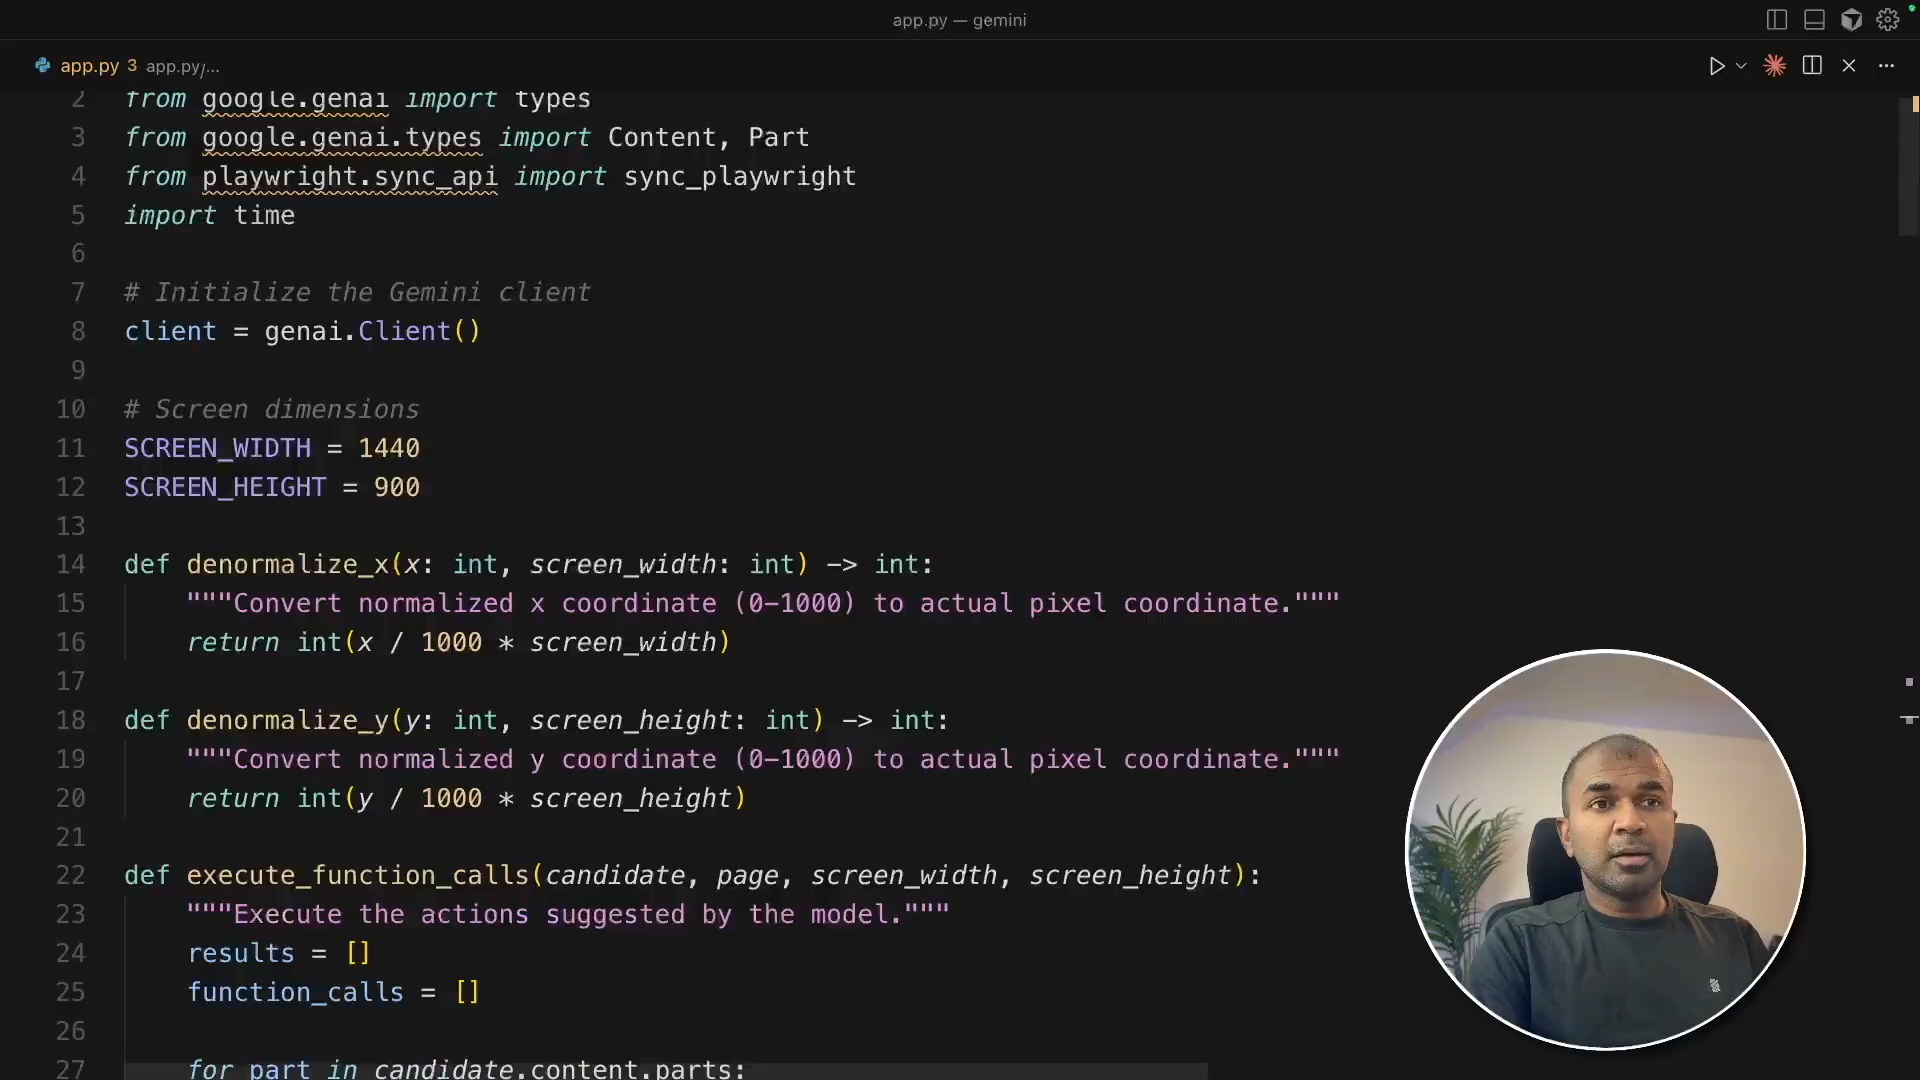 app.py — gemini
app.py 3 app.py/...
2 from google.genai import types
3 from google.genai.types import Content, Part
4 from playwright.sync_api import sync_playwright
5 import time
6
7 # Initialize the Gemini client
8 client = genai.Client()
9
10 # Screen dimensions
11 SCREEN_WIDTH = 1440
12 SCREEN_HEIGHT = 900
13
14 def denormalize_x(x: int, screen_width: int) -> int:
15     """Convert normalized x coordinate (0-1000) to actual pixel coordinate."""
16     return int(x / 1000 * screen_width)
17
18 def denormalize_y(y: int, screen_height: int) -> int:
19     """Convert normalized y coordinate (0-1000) to actual pixel coordinate."""
20     return int(y / 1000 * screen_height)
21
22 def execute_function_calls(candidate, page, screen_width, screen_height):
23     """Execute the actions suggested by the model."""
24     results = []
25     function_calls = []
26
27     for part in candidate.content.parts: